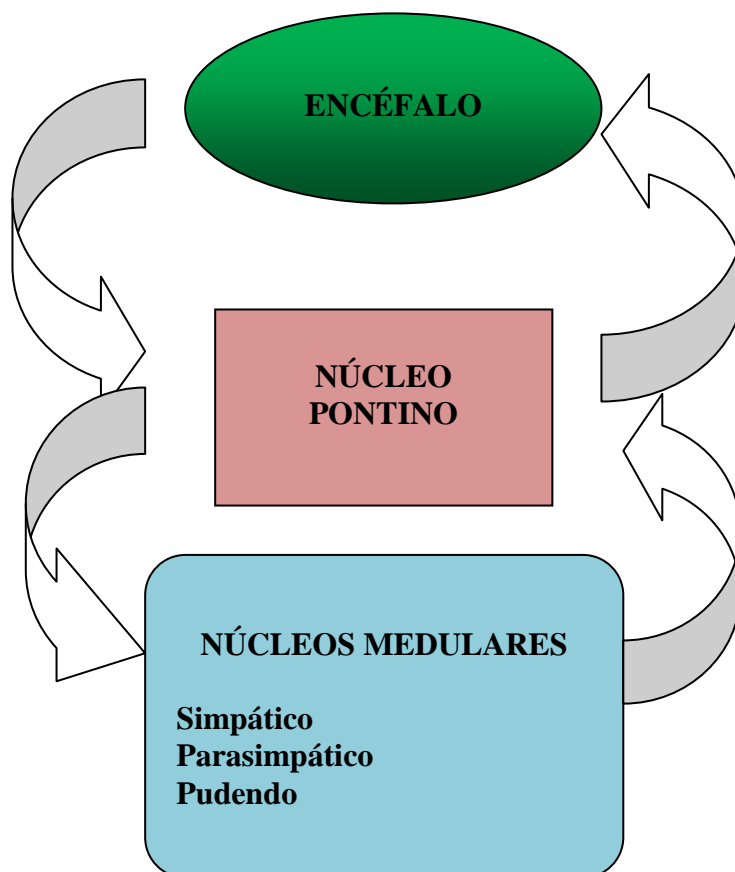 ENCÉFALO
NÚCLEO
PONTINO
NÚCLEOS MEDULARES
Simpático
Parasimpático
Pudendo